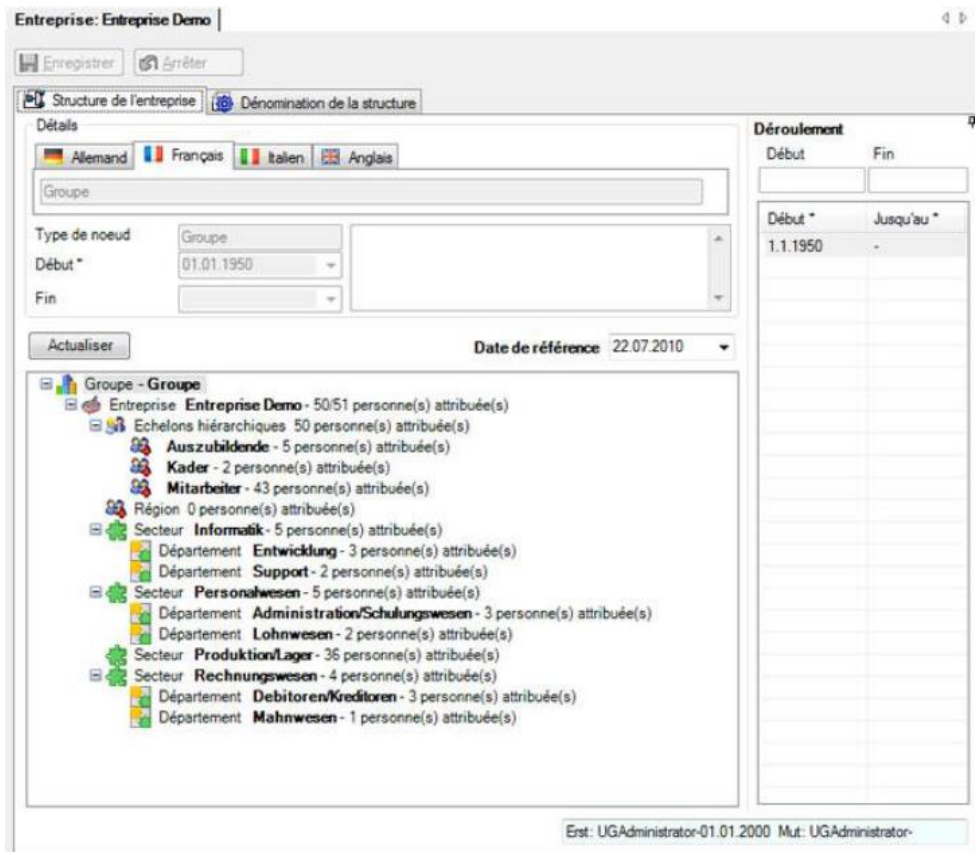 Entreprise: Entreprise Demo
Enregistrer Arrêter
Structure de l'entreprise Dénomination de la structure
Détails
Allemand Français Italien Anglais
Groupe
Type de noeud Groupe
Début * 01.01.1950
Fin
Actualiser Date de référence 22.07.2010
Groupe - Groupe
Entreprise Entreprise Demo - 50/51 personne(s) attribuée(s)
Echelons hiérarchiques 50 personne(s) attribuée(s)
Auszubildende - 5 personne(s) attribuée(s)
Kader - 2 personne(s) attribuée(s)
Mitarbeiter - 43 personne(s) attribuée(s)
Région 0 personne(s) attribuée(s)
Secteur Informatik - 5 personne(s) attribuée(s)
Département Entwicklung - 3 personne(s) attribuée(s)
Département Support - 2 personne(s) attribuée(s)
Secteur Personalwesen - 5 personne(s) attribuée(s)
Département Administration/Schulungswesen - 3 personne(s) attribuée(s)
Département Lohnwesen - 2 personne(s) attribuée(s)
Secteur Produktion/Lager - 36 personne(s) attribuée(s)
Secteur Rechnungswesen - 4 personne(s) attribuée(s)
Département Debitoren/Kreditoren - 3 personne(s) attribuée(s)
Département Mahnwesen - 1 personne(s) attribuée(s)
Déroulement
Début Fin
Début * Jusqu'au *
1.1.1950 -
Erst: UGAdministrator-01.01.2000 Mut: UGAdministrator-